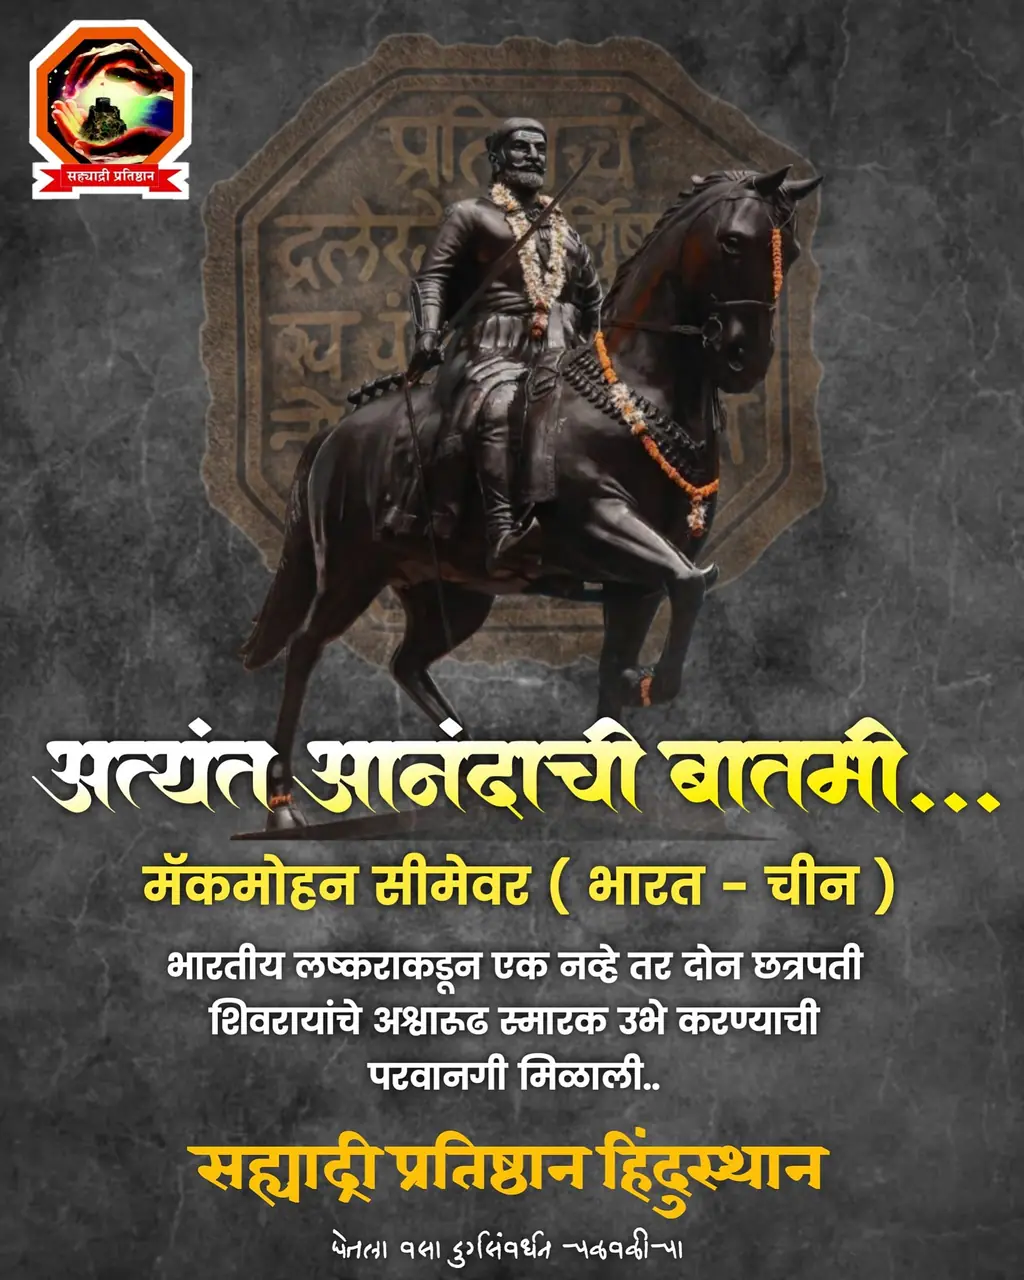 सह्याद्री प्रतिष्ठान
अत्यंत आनंदाची बातमी...
मॅकमोहन सीमेवर ( भारत - चीन )
भारतीय लष्कराकडून एक नव्हे तर दोन छत्रपती
शिवरायांचे अश्वारूढ स्मारक उभे करण्याची
परवानगी मिळाली..
सह्याद्री प्रतिष्ठान हिंदुस्थान
घेतला वसा दुर्गसंवर्धन चळवळीचा